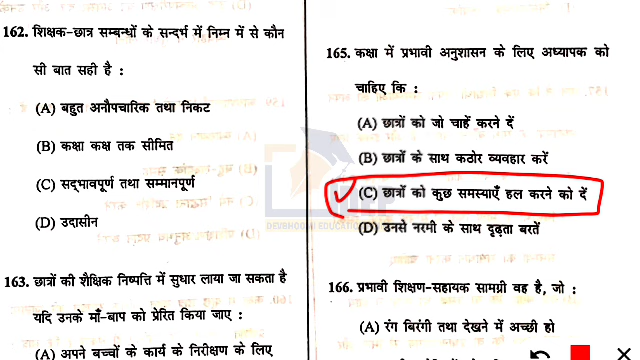 162. शिक्षक-छात्र सम्बन्धों के सन्दर्भ में निम्न में से कौन
सी बात सही है :
(A) बहुत अनौपचारिक तथा निकट
(B) कक्षा कक्ष तक सीमित
(C) सद्भावपूर्ण तथा सम्मानपूर्ण
(D) उदासीन
163. छात्रों की शैक्षिक निष्पत्ति में सुधार लाया जा सकता है
यदि उनके माँ-बाप को प्रेरित किया जाए :
(A) अपने बच्चों के कार्य के निरीक्षण के लिए
165. कक्षा में प्रभावी अनुशासन के लिए अध्यापक को
चाहिए कि :
(A) छात्रों को जो चाहें करने दें
(B) छात्रों के साथ कठोर व्यवहार करें
(C) छात्रों को कुछ समस्याएँ हल करने को दें
(D) उनसे नरमी के साथ दृढ़ता बरतें
166. प्रभावी शिक्षण-सहायक सामग्री वह है, जो :
(A) रंग बिरंगी तथा देखने में अच्छी हो
DEVBHOOMI EDUCATION